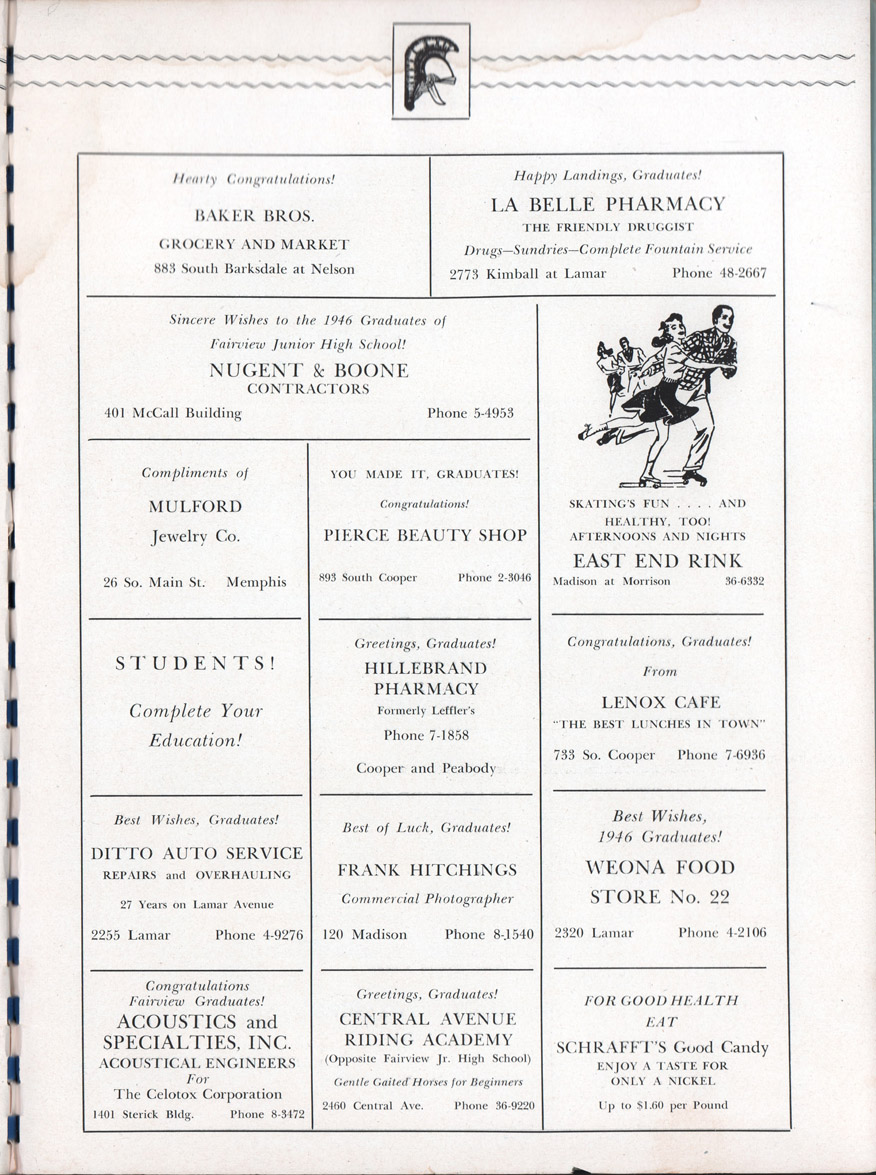 Hearty Congratulations!
BAKER BROS.
GROCERY AND MARKET
883 South Barksdale at Nelson
Happy Landings, Graduates!
LA BELLE PHARMACY
THE FRIENDLY DRUGGIST
Drugs—Sundries—Complete Fountain Service
2773 Kimball at Lamar Phone 48-2667
Sincere Wishes to the 1946 Graduates of
Fairview Junior High School!
NUGENT & BOONE
CONTRACTORS
401 McCall Building Phone 5-4953
SKATING'S FUN . . . . AND
HEALTHY, TOO!
AFTERNOONS AND NIGHTS
EAST END RINK
Madison at Morrison 36-6332
Compliments of
MULFORD
Jewelry Co.
26 So. Main St. Memphis
YOU MADE IT, GRADUATES!
Congratulations!
PIERCE BEAUTY SHOP
893 South Cooper Phone 2-3046
STUDENTS!
Complete Your
Education!
Greetings, Graduates!
HILLEBRAND
PHARMACY
Formerly Leffler's
Phone 7-1858
Cooper and Peabody
Congratulations, Graduates!
From
LENOX CAFE
"THE BEST LUNCHES IN TOWN"
733 So. Cooper Phone 7-6936
Best Wishes, Graduates!
DITTO AUTO SERVICE
REPAIRS and OVERHAULING
27 Years on Lamar Avenue
2255 Lamar Phone 4-9276
Best of Luck, Graduates!
FRANK HITCHINGS
Commercial Photographer
120 Madison Phone 8-1540
Best Wishes,
1946 Graduates!
WEONA FOOD
STORE No. 22
2320 Lamar Phone 4-2106
Congratulations
Fairview Graduates!
ACOUSTICS and
SPECIALTIES, INC.
ACOUSTICAL ENGINEERS
For
The Celotox Corporation
1401 Sterick Bldg. Phone 8-3472
Greetings, Graduates!
CENTRAL AVENUE
RIDING ACADEMY
(Opposite Fairview Jr. High School)
Gentle Gaited Horses for Beginners
2460 Central Ave. Phone 36-9220
FOR GOOD HEALTH
EAT
SCHRAFFT'S Good Candy
ENJOY A TASTE FOR
ONLY A NICKEL
Up to $1.60 per Pound